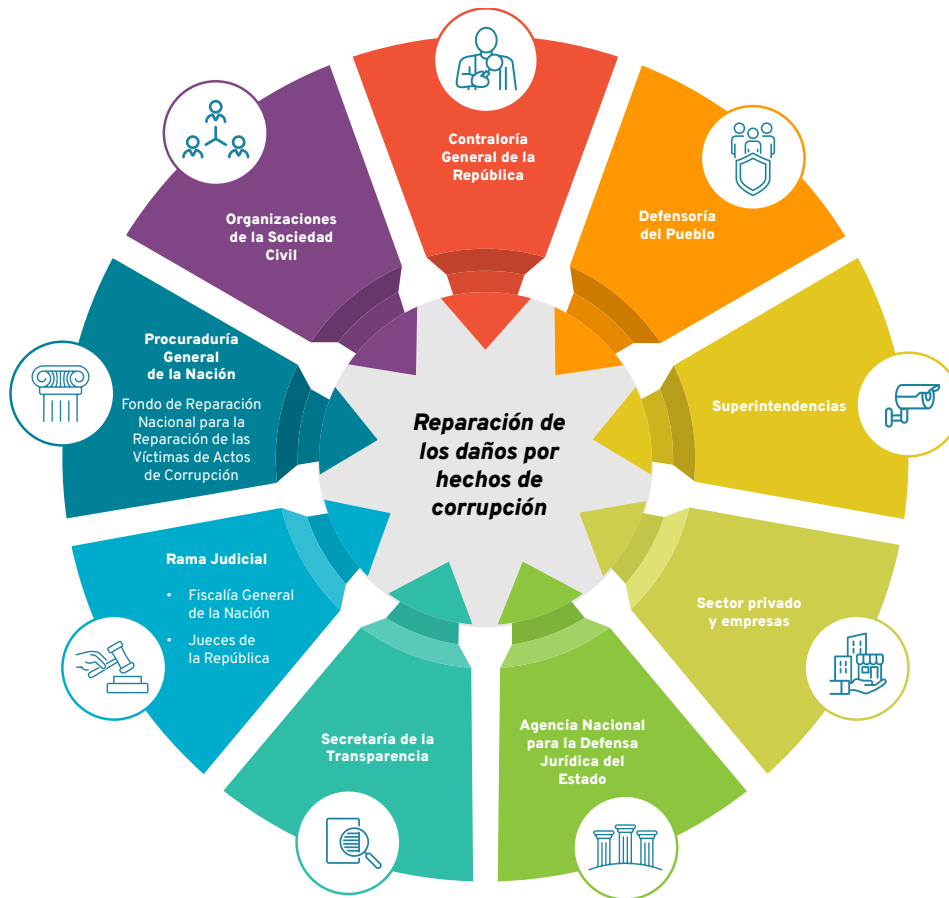 Contraloría
General de la
República
Defensoría
del Pueblo
Superintendencias
Sector privado
y empresas
Agencia Nacional
para la Defensa
Jurídica del
Estado
Secretaría de la
Transparencia
Rama Judicial
• Fiscalía General
de la Nación
• Jueces de
la República
Procuraduría
General
de la Nación
Fondo de Reparación
Nacional para la
Reparación de las
Víctimas de Actos
de Corrupción
Organizaciones
de la Sociedad
Civil
Reparación de
los daños por
hechos de
corrupción